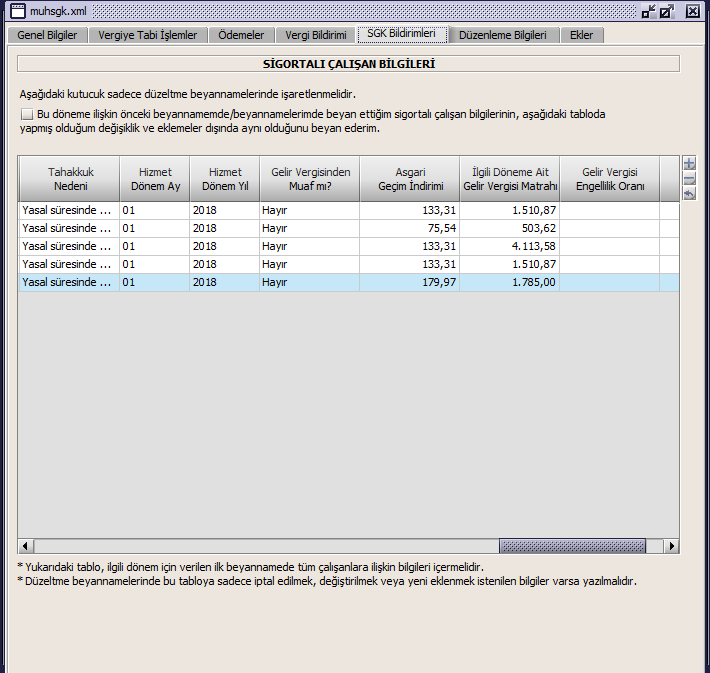 muhsgk.xml
Genel Bilgiler Vergiye Tabi İşlemler Ödemeler Vergi Bildirimi SGK Bildirimleri Düzenleme Bilgileri Ekler
SİGORTALI ÇALIŞAN BİLGİLERİ
Aşağıdaki kutucuk sadece düzeltme beyannamelerinde işaretlenmelidir.
Bu döneme ilişkin önceki beyannamemde/beyannamelerimde beyan ettiğim sigortalı çalışan bilgilerinin, aşağıdaki tabloda
yapmış olduğum değişiklik ve eklemeler dışında aynı olduğunu beyan ederim.
Tahakkuk Hizmet Hizmet Gelir Vergisinden Asgari İlgili Döneme Ait Gelir Vergisi
Nedeni Dönem Ay Dönem Yıl Muaf mı? Geçim İndirimi Gelir Vergisi Matrahı Engellilik Oranı
Yasal süresinde ... 01 2018 Hayır 133,31 1.510,87
Yasal süresinde ... 01 2018 Hayır 75,54 503,62
Yasal süresinde ... 01 2018 Hayır 133,31 4.113,58
Yasal süresinde ... 01 2018 Hayır 133,31 1.510,87
Yasal süresinde ... 01 2018 Hayır 179,97 1.785,00
* Yukarıdaki tablo, ilgili dönem için verilen ilk beyannamede tüm çalışanlara ilişkin bilgileri içermelidir.
* Düzeltme beyannamelerinde bu tabloya sadece iptal edilmek, değiştirilmek veya yeni eklenmek istenilen bilgiler varsa yazılmalıdır.